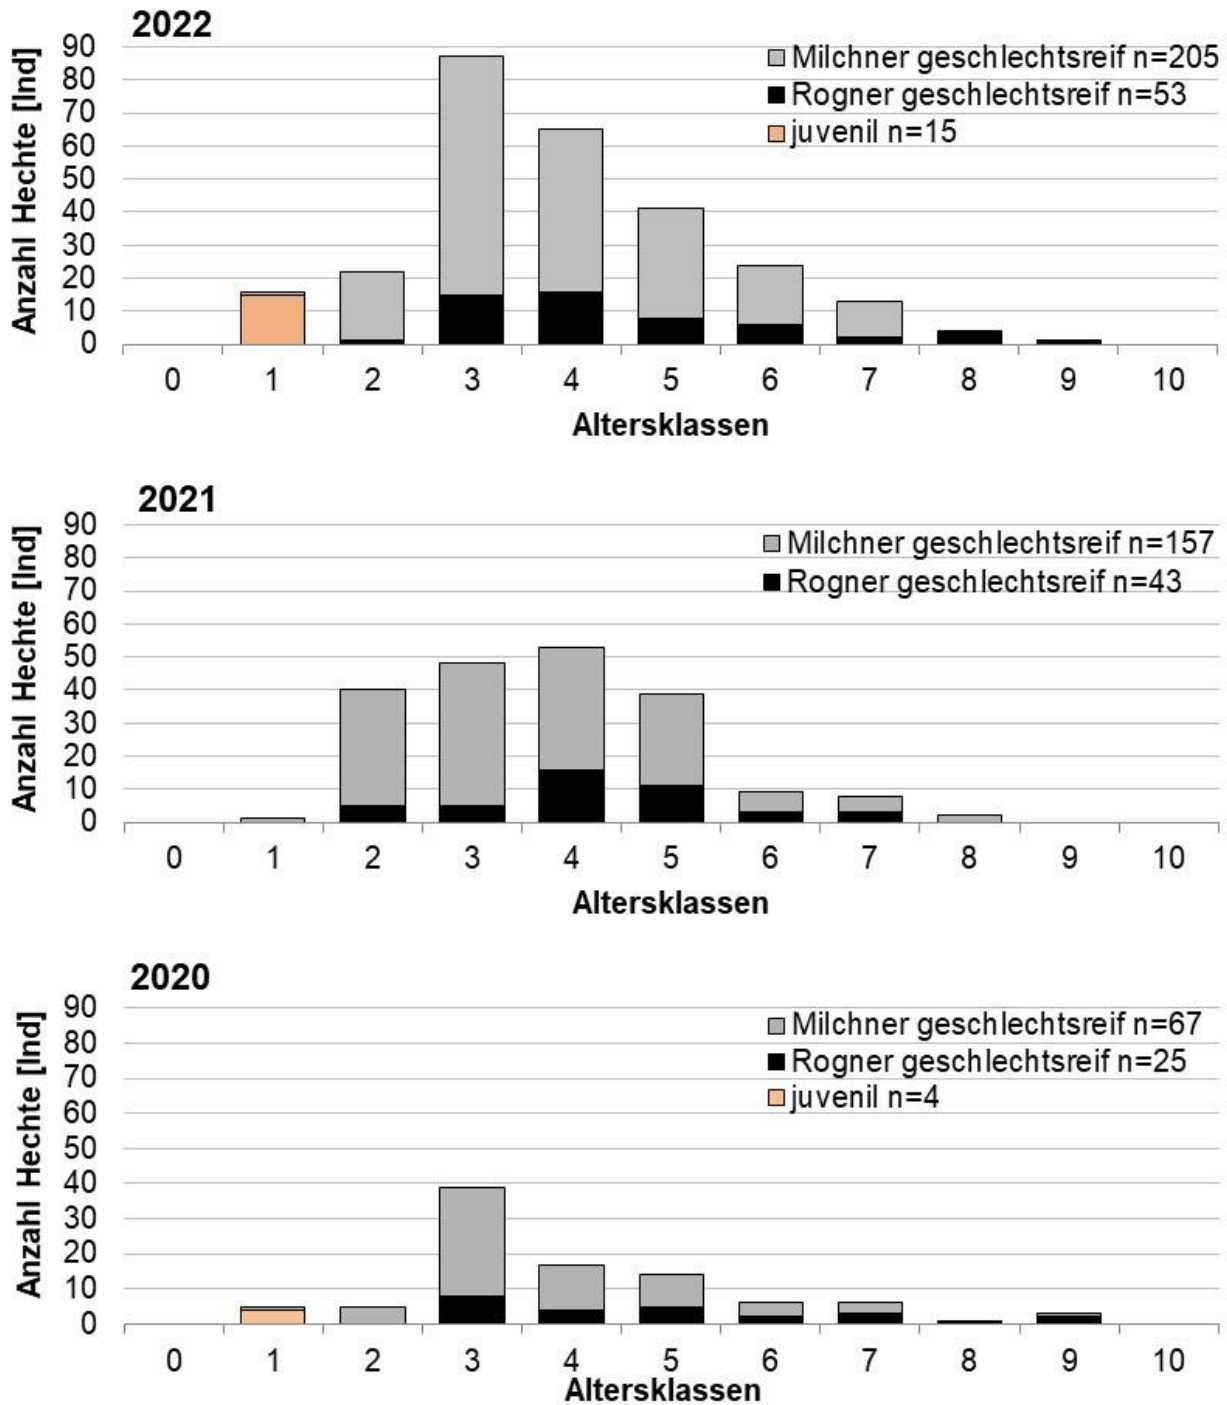 2022
Anzahl Hechte [Ind]
90
80
70
60
50
40
30
20
10
0
Milchner geschlechtsreif n=205
Rogner geschlechtsreif n=53
juvenil n=15
0 1 2 3 4 5 6 7 8 9 10
Altersklassen
2021
Anzahl Hechte [Ind]
90
80
70
60
50
40
30
20
10
0
Milchner geschlechtsreif n=157
Rogner geschlechtsreif n=43
0 1 2 3 4 5 6 7 8 9 10
Altersklassen
2020
Anzahl Hechte [Ind]
90
80
70
60
50
40
30
20
10
0
Milchner geschlechtsreif n=67
Rogner geschlechtsreif n=25
juvenil n=4
0 1 2 3 4 5 6 7 8 9 10
Altersklassen